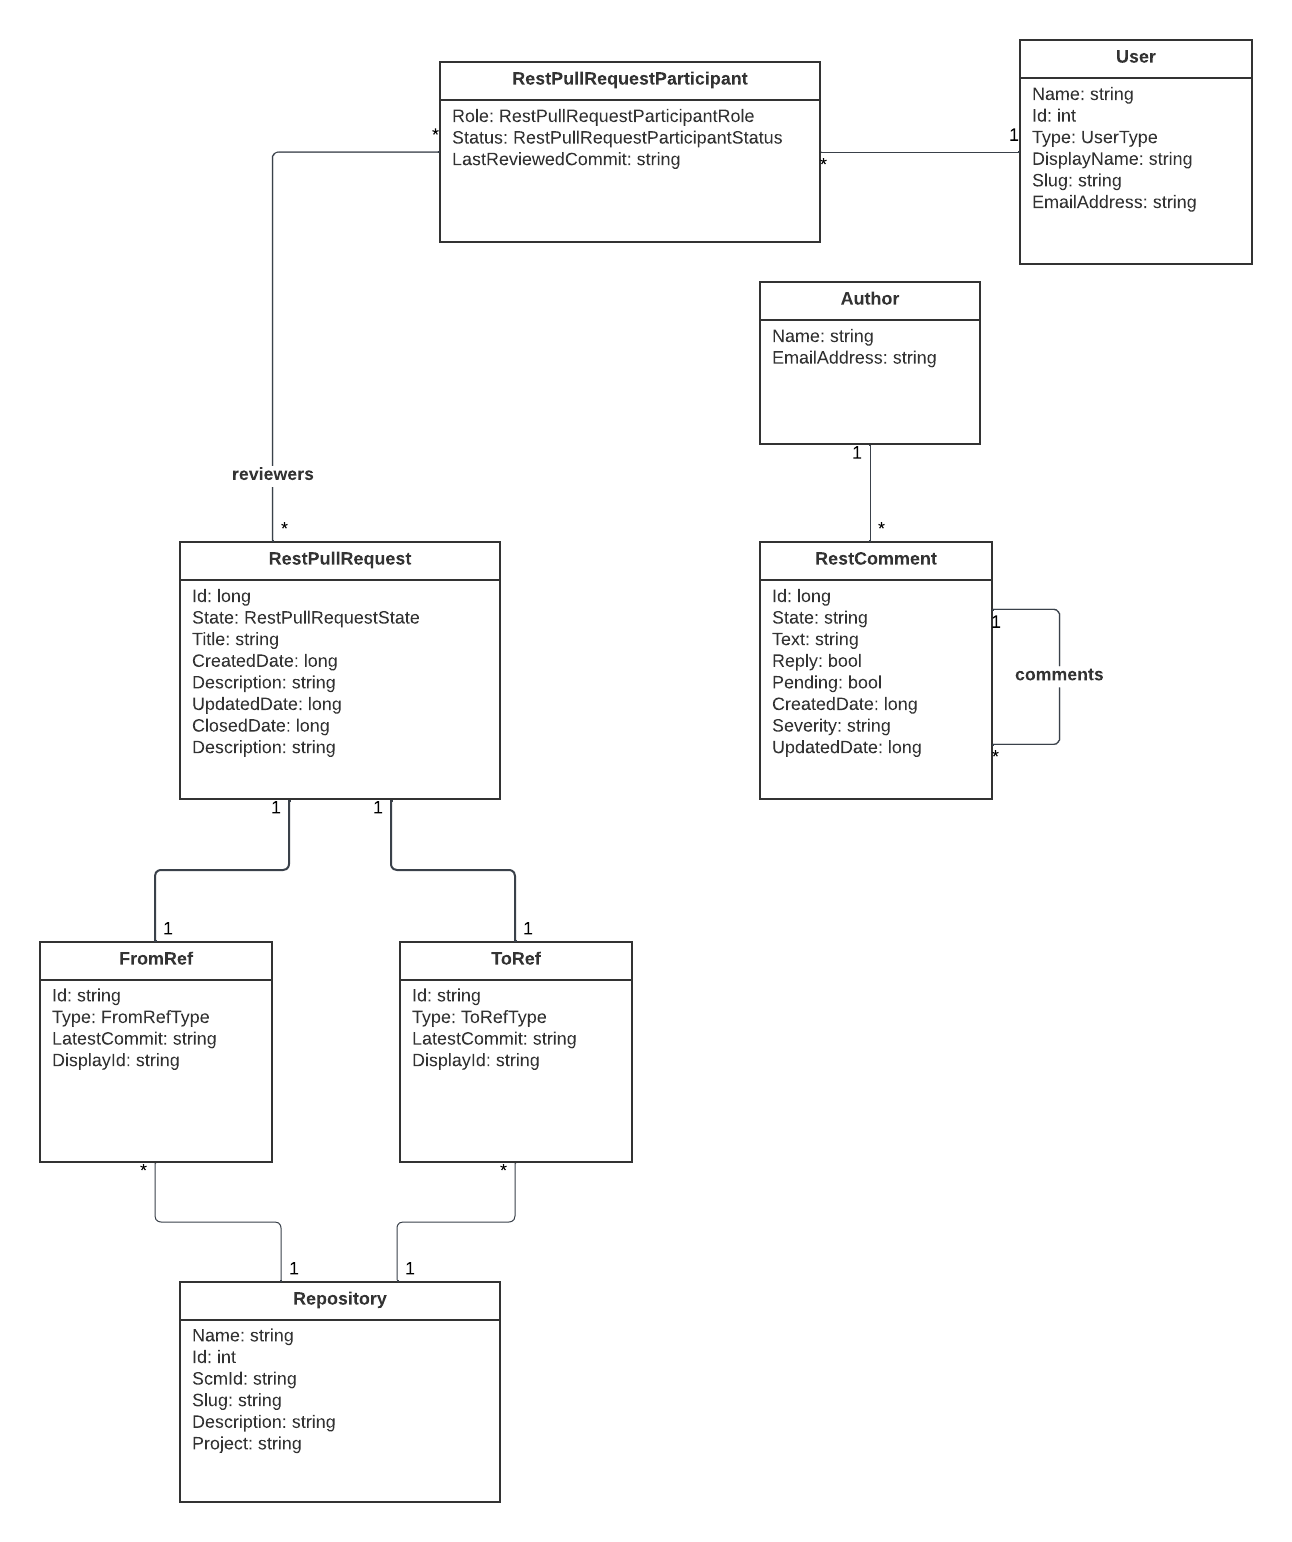 User
Name: string
Id: int
Type: UserType
DisplayName: string
Slug: string
EmailAddress: string
1
RestPullRequestParticipant
Role: RestPullRequestParticipantRole
Status: RestPullRequestParticipantStatus
LastReviewedCommit: string
*
*
Author
Name: string
EmailAddress: string
1
*
reviewers
*
RestPullRequest
Id: long
State: RestPullRequestState
Title: string
CreatedDate: long
Description: string
UpdatedDate: long
ClosedDate: long
Description: string
1
1
RestComment
Id: long
State: string
Text: string
Reply: bool
Pending: bool
CreatedDate: long
Severity: string
UpdatedDate: long
1
comments
*
1
FromRef
Id: string
Type: FromRefType
LatestCommit: string
DisplayId: string
*
1
ToRef
Id: string
Type: ToRefType
LatestCommit: string
DisplayId: string
*
1
1
Repository
Name: string
Id: int
ScmId: string
Slug: string
Description: string
Project: string